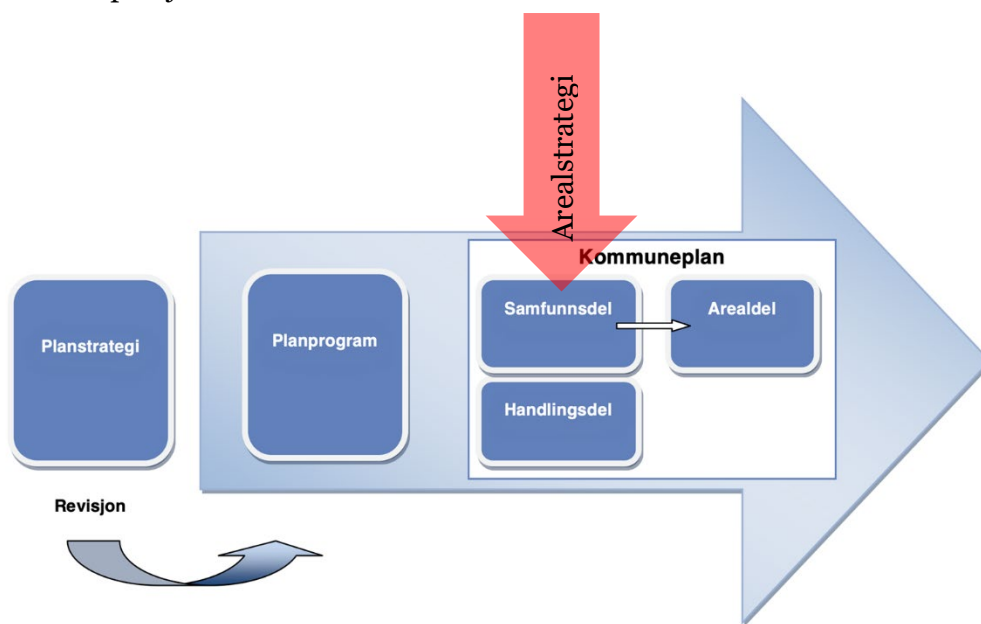 Arealstrategi
Kommuneplan
Planstrategi
Planprogram
Samfunnsdel
Arealdel
Handlingsdel
Revisjon